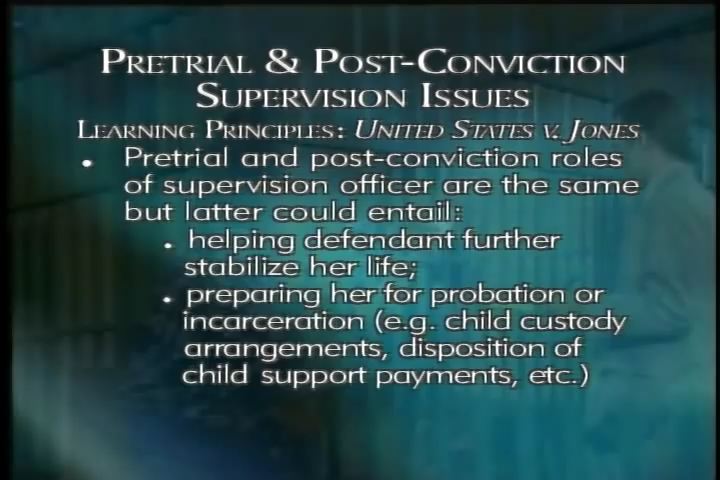 PRETRIAL & POST-CONVICTION
SUPERVISION ISSUES
LEARNING PRINCIPLES: UNITED STATES V. JONES
• Pretrial and post-conviction roles
of supervision officer are the same
but latter could entail:
• helping defendant further
stabilize her life;
• preparing her for probation or
incarceration (e.g. child custody
arrangements, disposition of
child support payments, etc.)